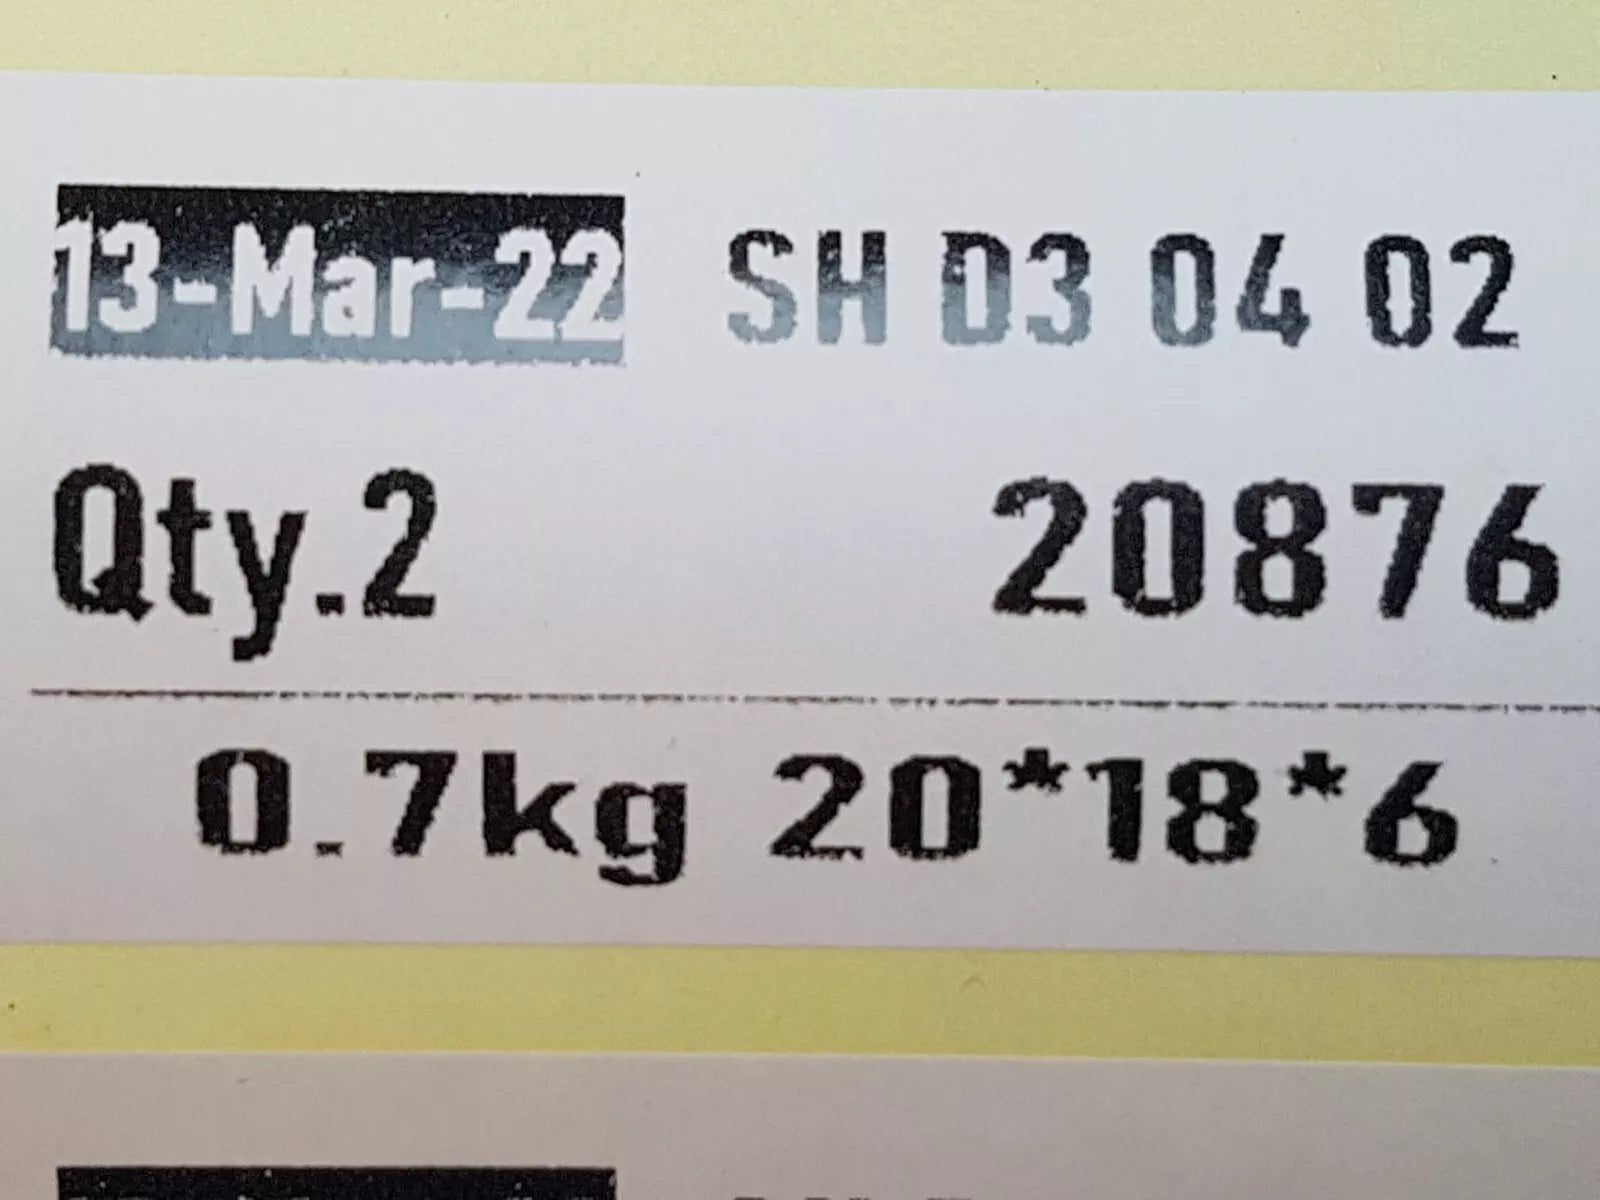 13-Mar-22 SH D3 04 02
Qty.2 20876
0.7kg 20*18*6